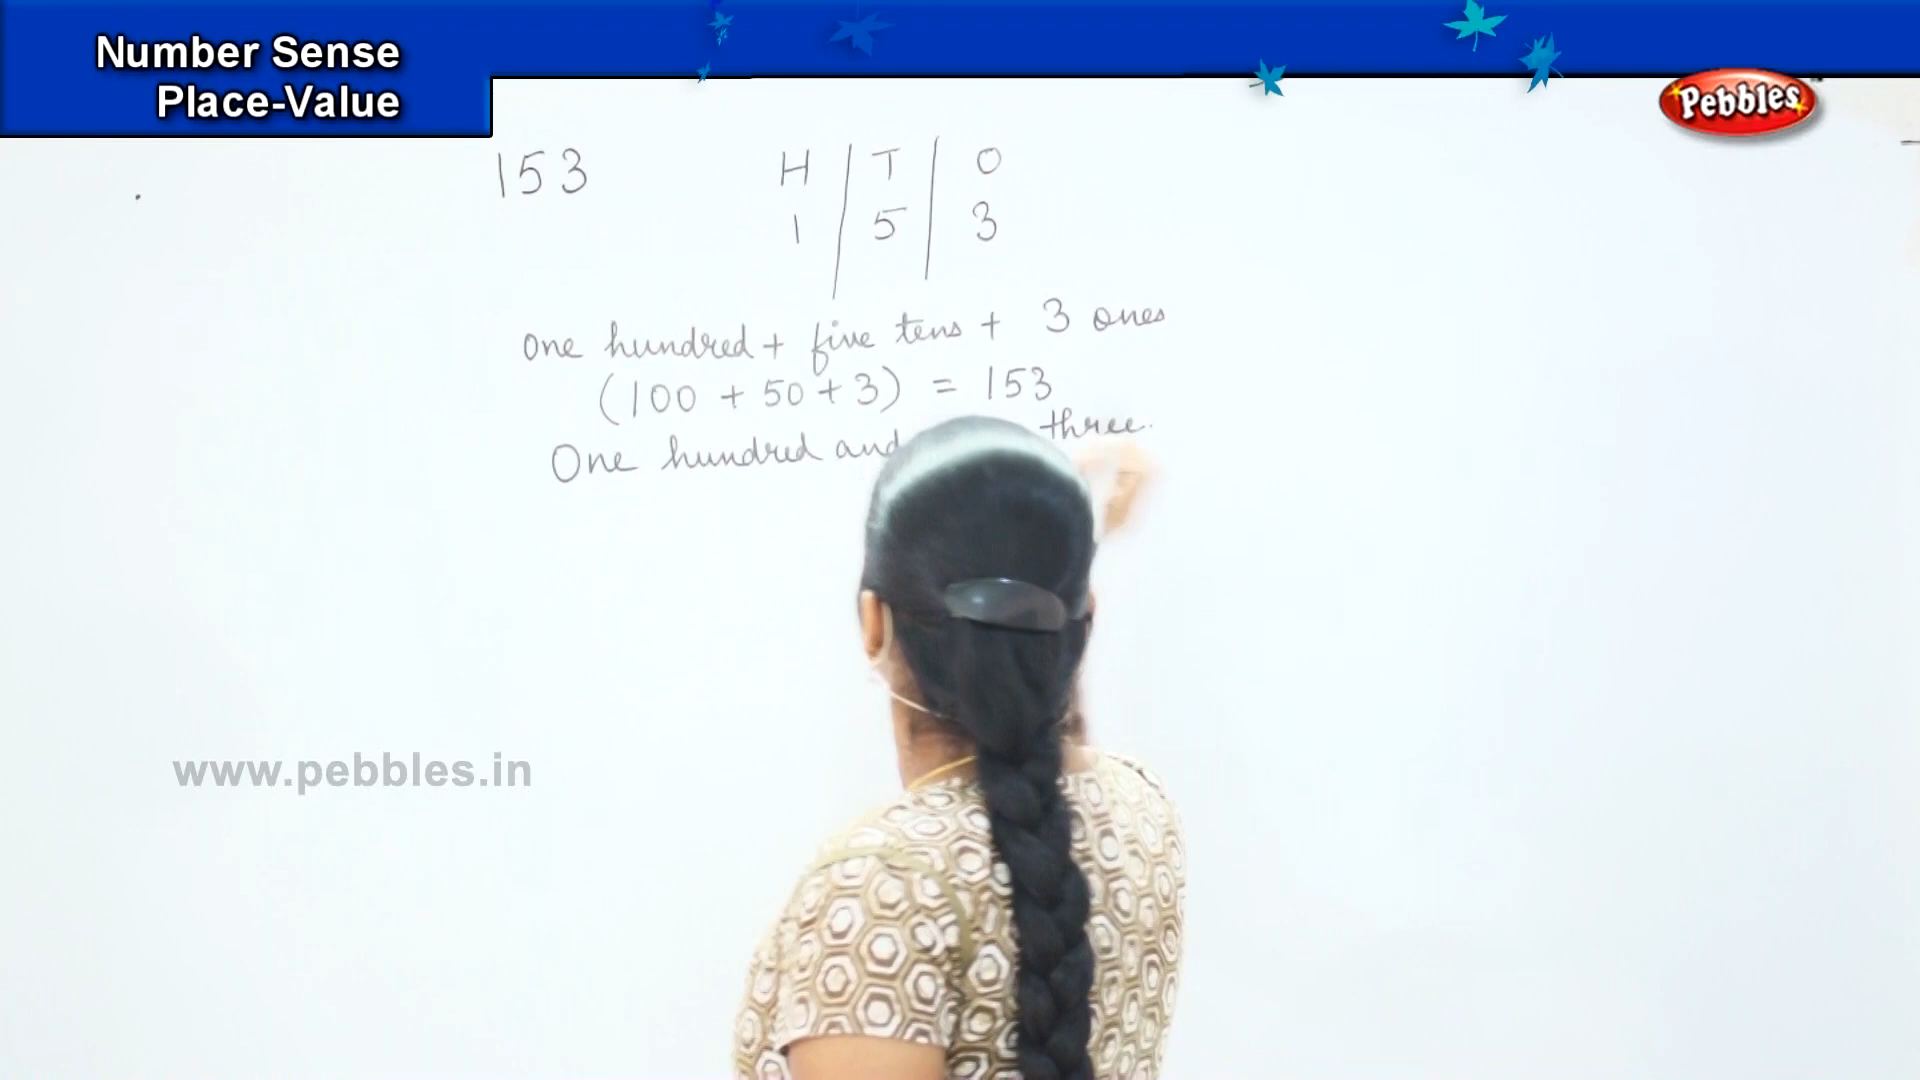 Number Sense
Place-Value
Pebbles
153
H T O
1 5 3
One hundred + five tens + 3 ones
(100 + 50 + 3) = 153
One hundred and three.
www.pebbles.in